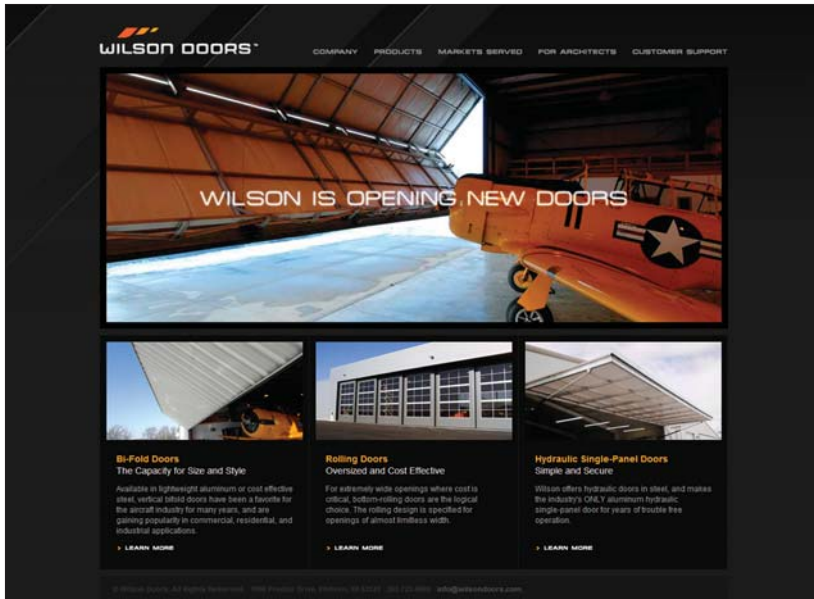 WILSON DOORS™
COMPANY PRODUCTS MARKETS SERVED FOR ARCHITECTS CUSTOMER SUPPORT
WILSON IS OPENING NEW DOORS
11
Bi-Fold Doors
The Capacity for Size and Style
Available in lightweight aluminum or cost effective
steel, vertical bifold doors have been a favorite for
the aircraft industry for many years, and are
gaining popularity in commercial, residential, and
industrial applications.
> LEARN MORE
Rolling Doors
Oversized and Cost Effective
For extremely wide openings where cost is
critical, bottom-rolling doors are the logical
choice. The rolling design is specified for
openings of almost limitless width.
> LEARN MORE
Hydraulic Single-Panel Doors
Simple and Secure
Wilson offers hydraulic doors in steel, and makes
the industry's ONLY aluminum hydraulic
single-panel door for years of trouble free
operation.
> LEARN MORE
© Wilson Doors, All Rights Reserved. info@wilsondoors.com